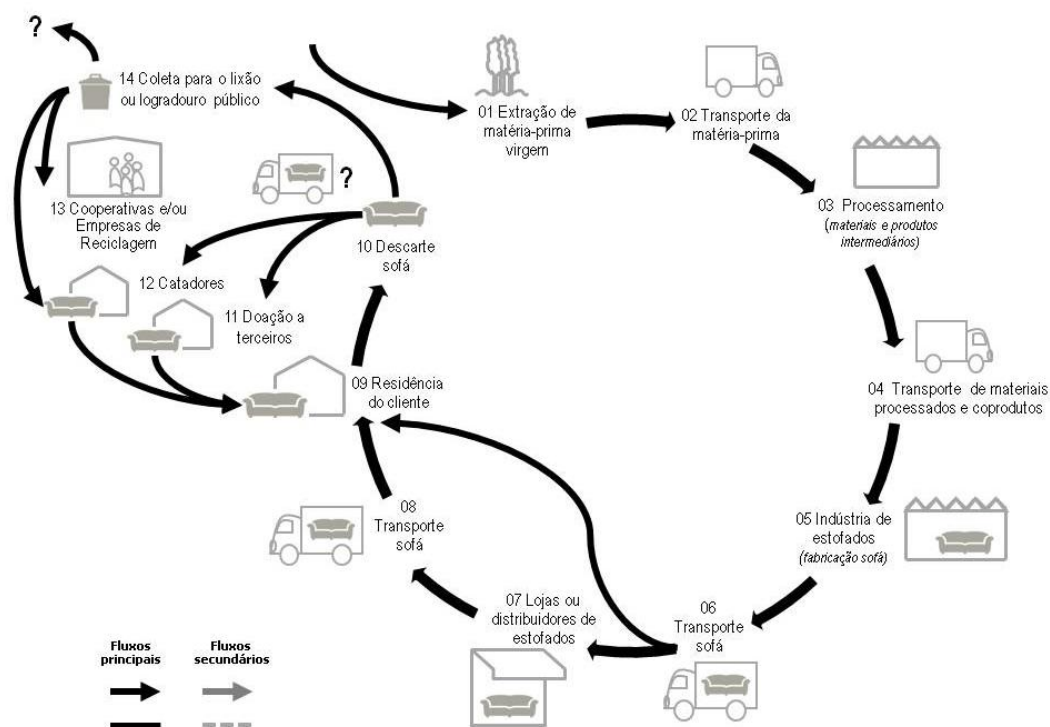 ?
14 Coleta para o lixão
ou logradouro público
01 Extração de
matéria-prima
virgem
02 Transporte da
matéria-prima
03 Processamento
(materiais e produtos
intermediários)
04 Transporte de materiais
processados e coprodutos
05 Indústria de
estofados
(fabricação sofá)
06
Transporte
sofá
07 Lojas ou
distribuidores de
estofados
08
Transporte
sofá
09 Residência
do cliente
10 Descarte
sofá
?
11 Doação a
terceiros
12 Catadores
13 Cooperativas e/ou
Empresas de
Reciclagem
Fluxos
principais
Fluxos
secundários